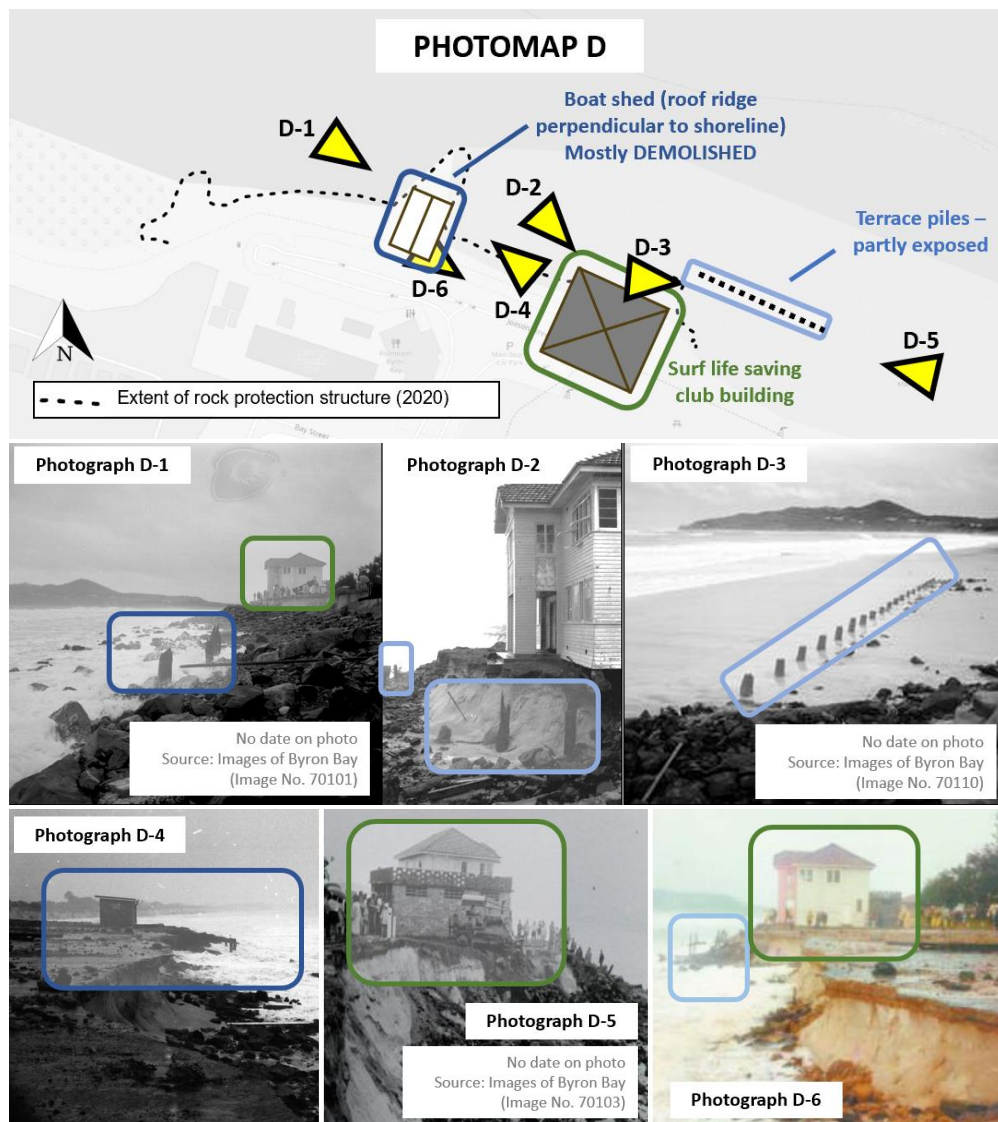 PHOTOMAP D
Boat shed (roof ridge
perpendicular to shoreline)
Mostly DEMOLISHED
D-1
D-2
Terrace piles –
partly exposed
D-3
D-6
D-4
D-5
N
Surf life saving
club building
Extent of rock protection structure (2020)
Bay Street
Photograph D-1
Photograph D-2
Photograph D-3
No date on photo
Source: Images of Byron Bay
(Image No. 70101)
No date on photo
Source: Images of Byron Bay
(Image No. 70110)
Photograph D-4
Photograph D-5
No date on photo
Source: Images of Byron Bay
(Image No. 70103)
Photograph D-6